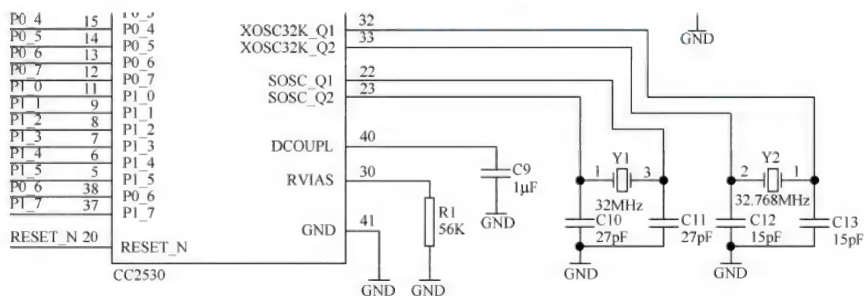 P0_4 15 P0_4
P0_5 14 P0_5
P0_6 13 P0_6
P0_7 12 P0_7
P1_0 11 P1_0
P1_1 9 P1_1
P1_2 8 P1_2
P1_3 7 P1_3
P1_4 6 P1_4
P1_5 5 P1_5
P0_6 38 P0_6
P1_7 37 P1_7
RESET_N 20 RESET_N
CC2530
XOSC32K_Q1 32
XOSC32K_Q2 33
SOSC_Q1 22
SOSC_Q2 23
DCOUPL 40
RVIAS 30
GND 41
GND
R1
56K
GND
C9
1μF
GND
GND
1 Y1 3
32MHz
C10
27pF
C11
27pF
GND
2 Y2 1
32.768MHz
C12
15pF
C13
15pF
GND